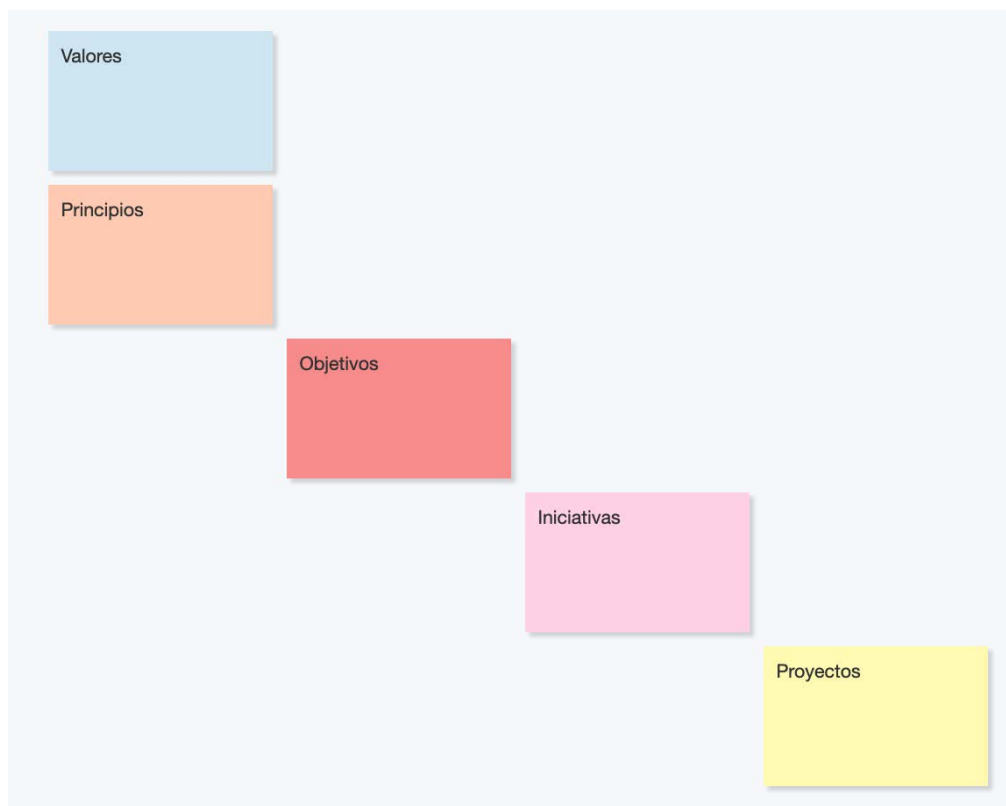 Valores
Principios
Objetivos
Iniciativas
Proyectos